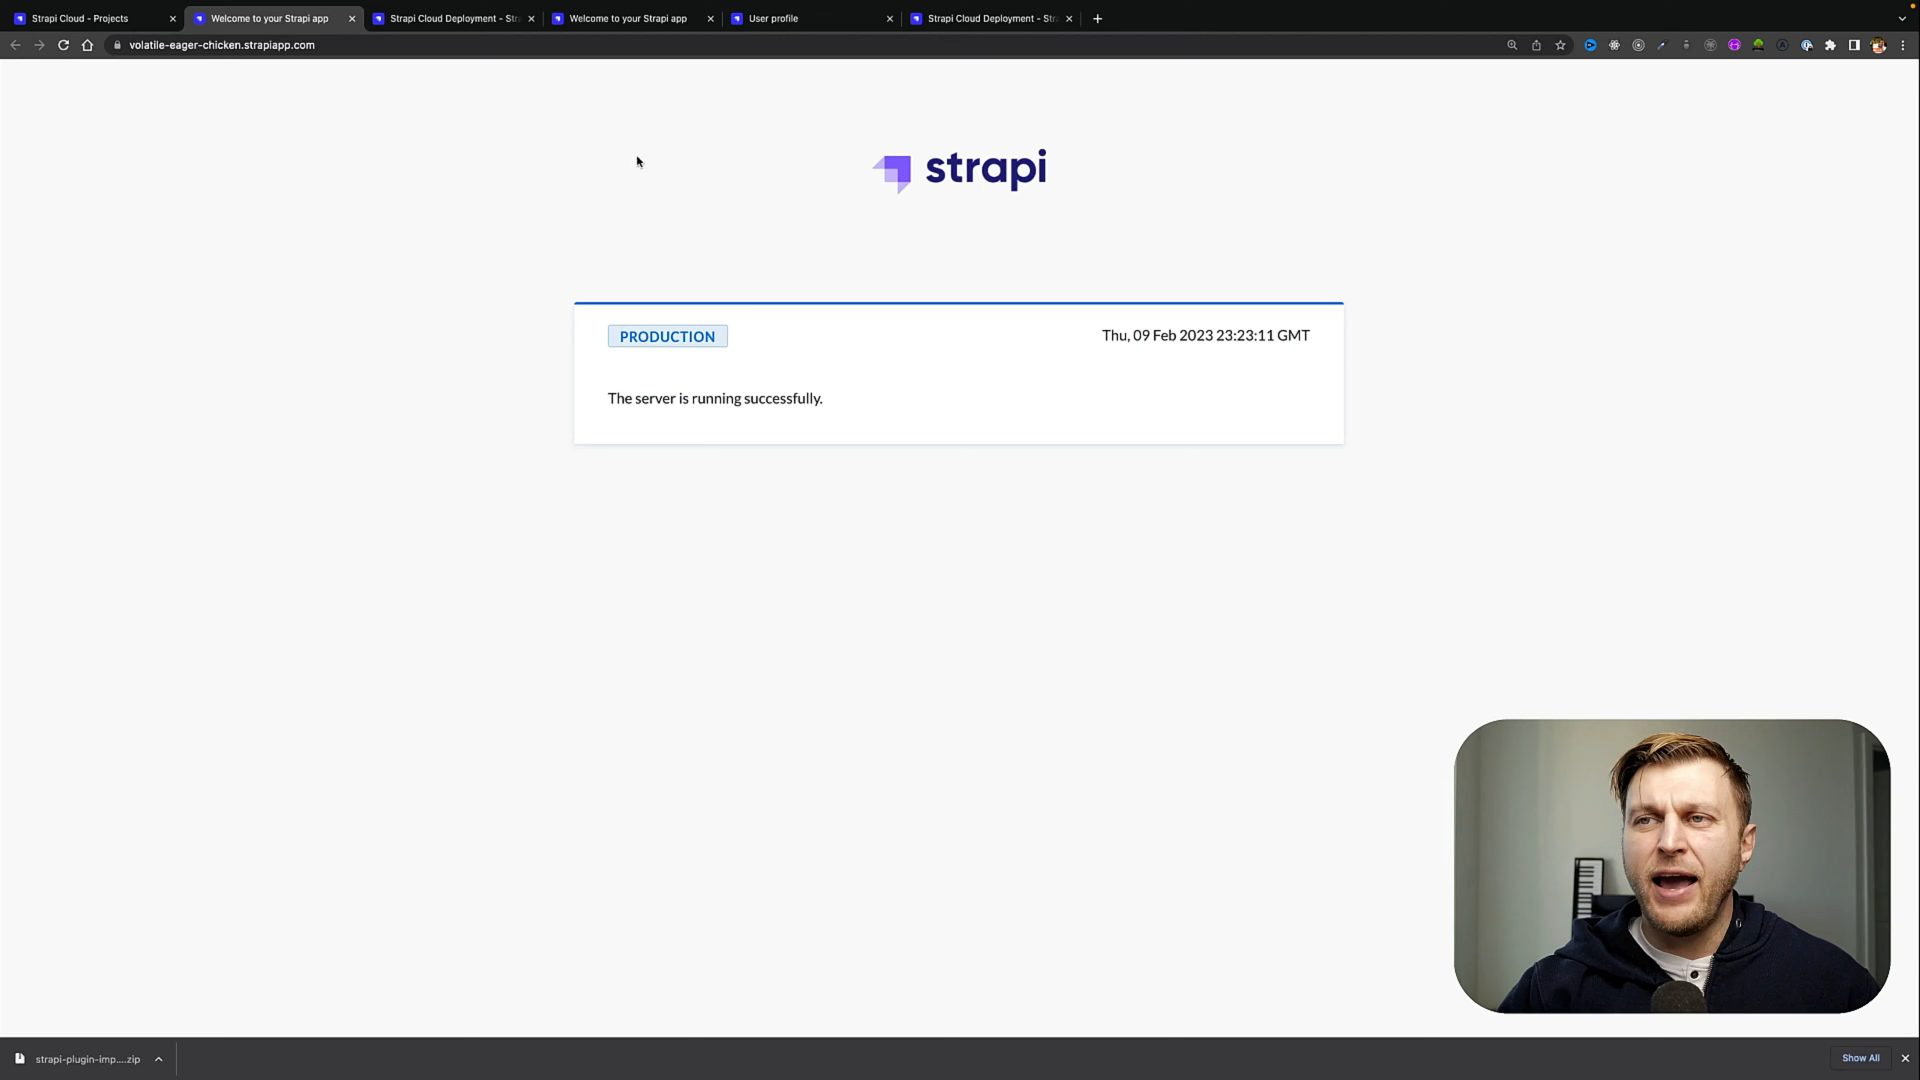 Strapi Cloud - Projects
Welcome to your Strapi app
Strapi Cloud Deployment - Str
Welcome to your Strapi app
User profile
Strapi Cloud Deployment - Str
volatile-eager-chicken.strapiapp.com
strapi
PRODUCTION
Thu, 09 Feb 2023 23:23:11 GMT
The server is running successfully.
strapi-plugin-imp....zip
Show All